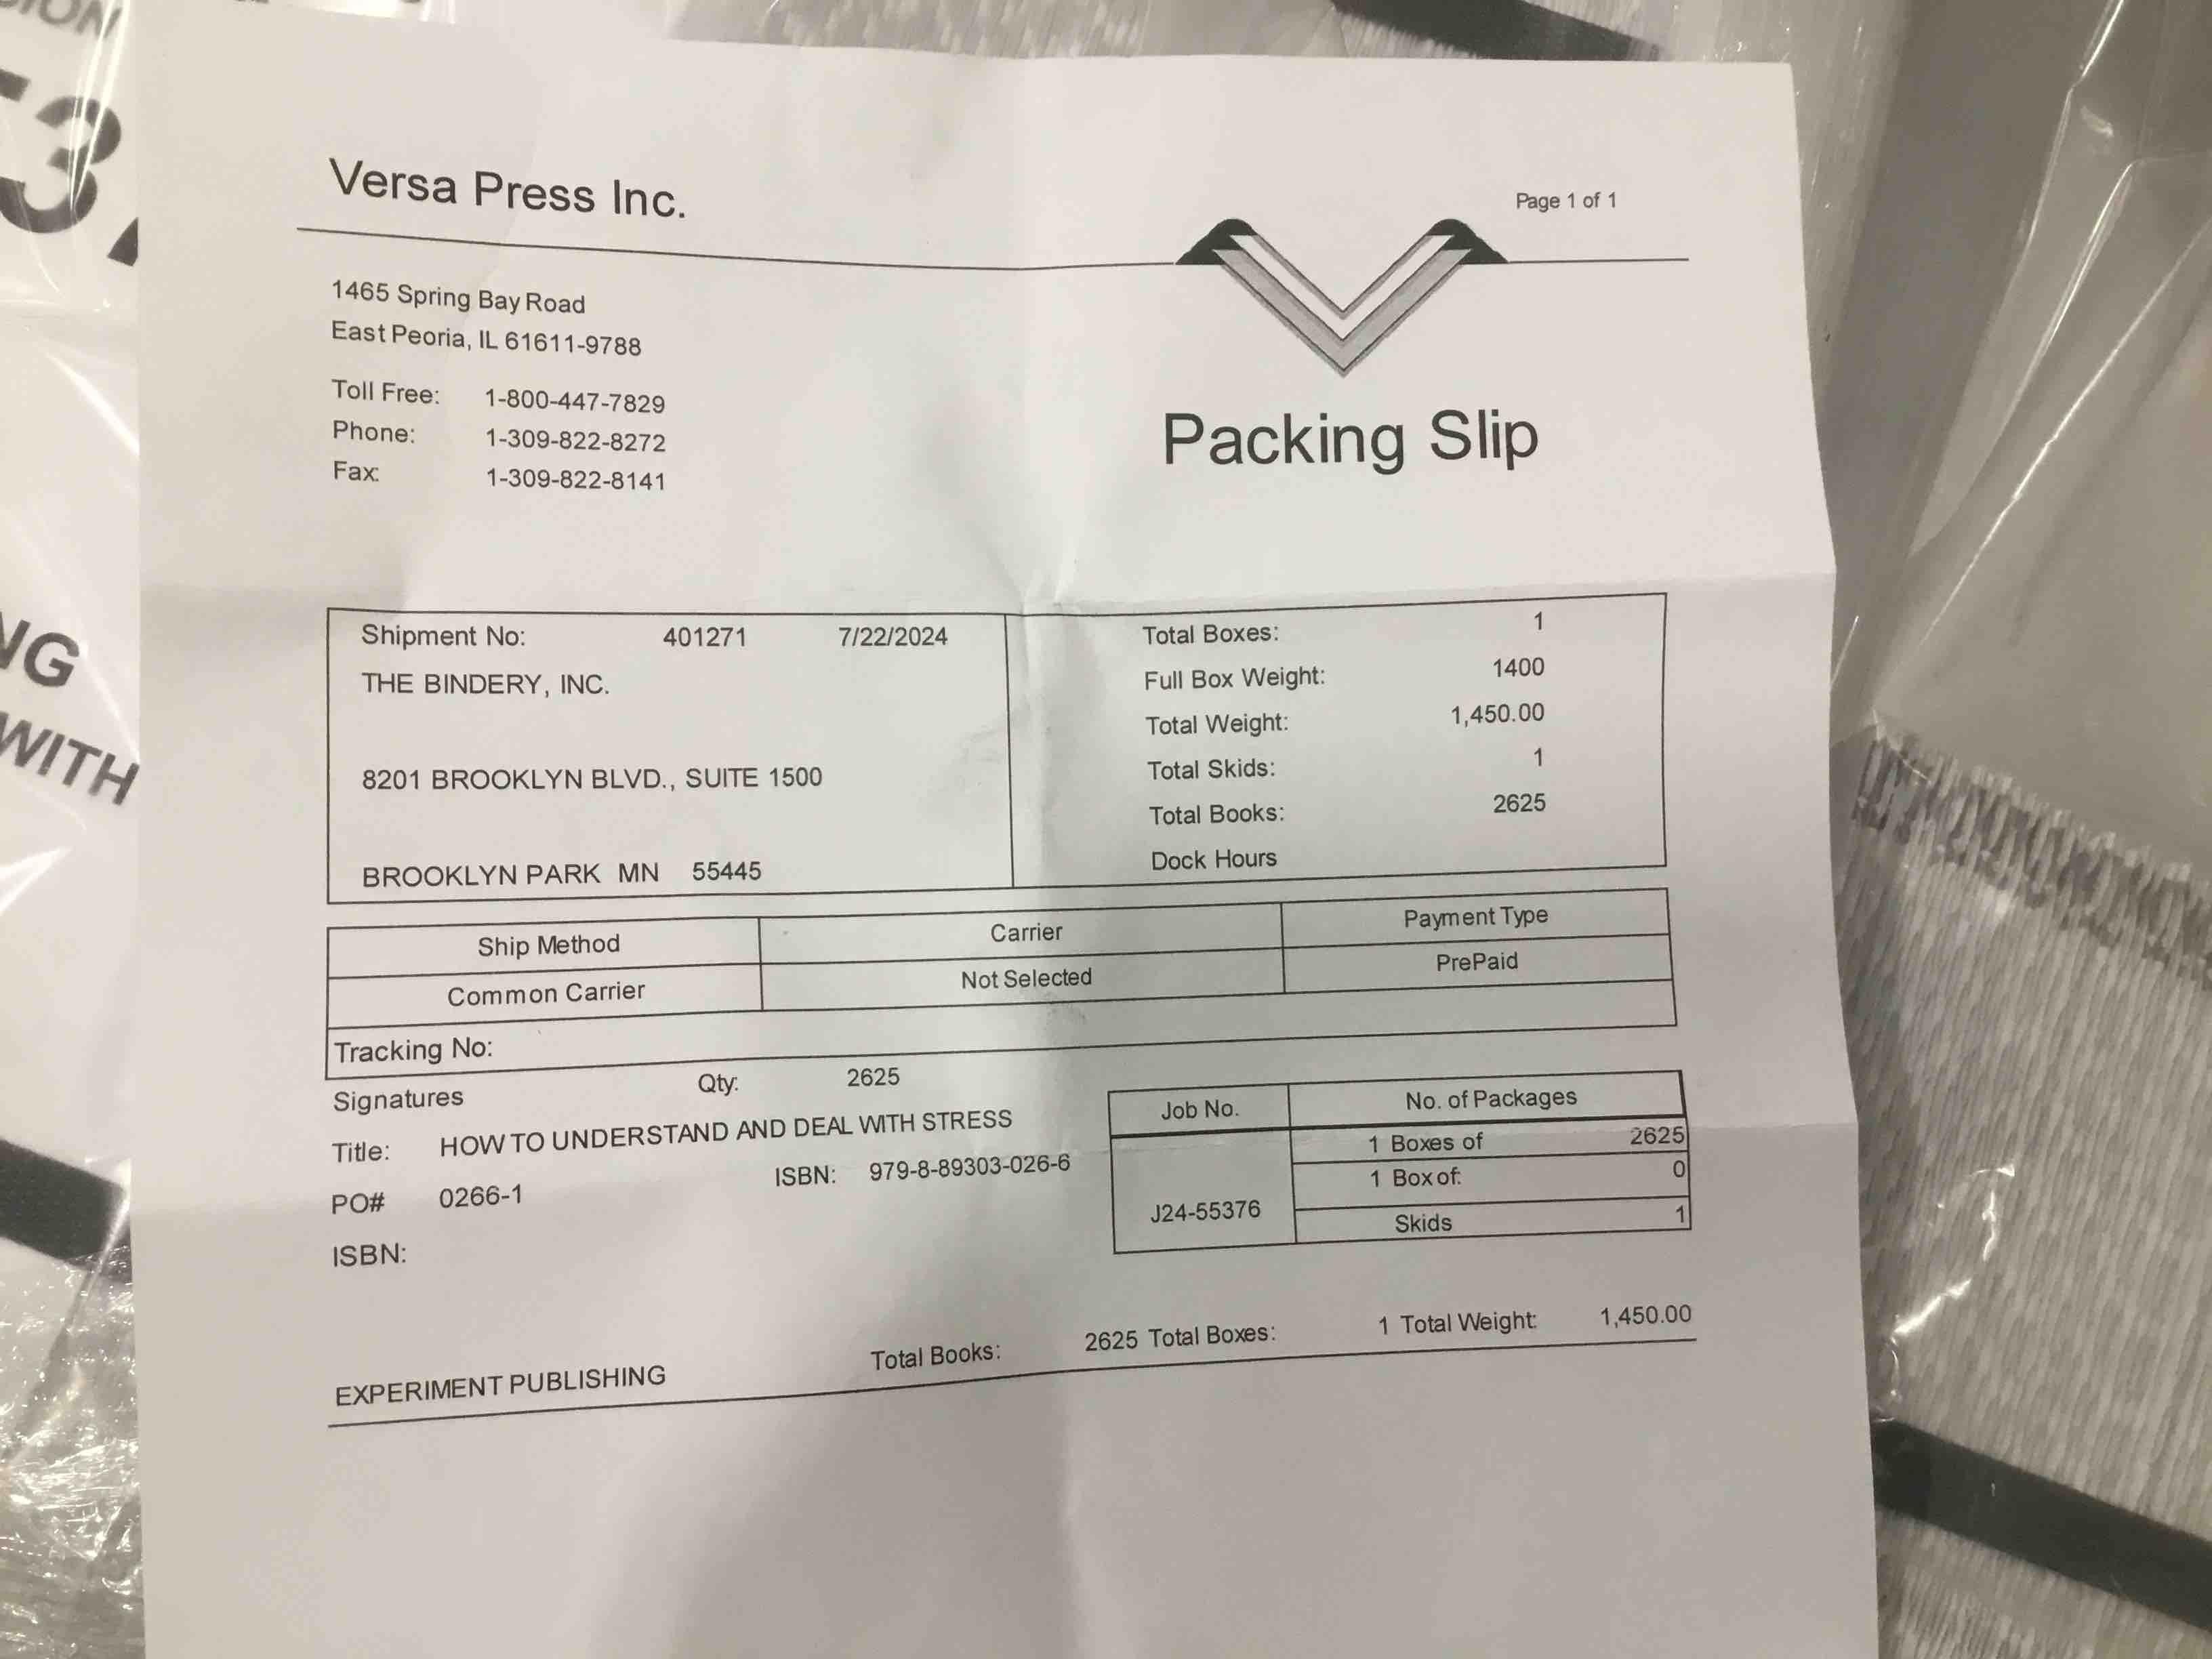 Versa Press Inc.
Page 1 of 1
1465 Spring Bay Road
East Peoria, IL 61611-9788
Toll Free: 1-800-447-7829
Phone: 1-309-822-8272
Fax: 1-309-822-8141
Packing Slip
Shipment No: 401271 7/22/2024
THE BINDERY, INC.
8201 BROOKLYN BLVD., SUITE 1500
BROOKLYN PARK MN 55445
Total Boxes: 1
Full Box Weight: 1400
Total Weight: 1,450.00
Total Skids: 1
Total Books: 2625
Dock Hours
Ship Method Carrier Payment Type
Common Carrier Not Selected PrePaid
Tracking No:
Signatures Qty: 2625
Title: HOW TO UNDERSTAND AND DEAL WITH STRESS
PO# 0266-1 ISBN: 979-8-89303-026-6
ISBN:
Job No. No. of Packages
1 Boxes of 2625
1 Box of: 0
J24-55376
Skids 1
EXPERIMENT PUBLISHING Total Books: 2625 Total Boxes: 1 Total Weight: 1,450.00
NG
WITH